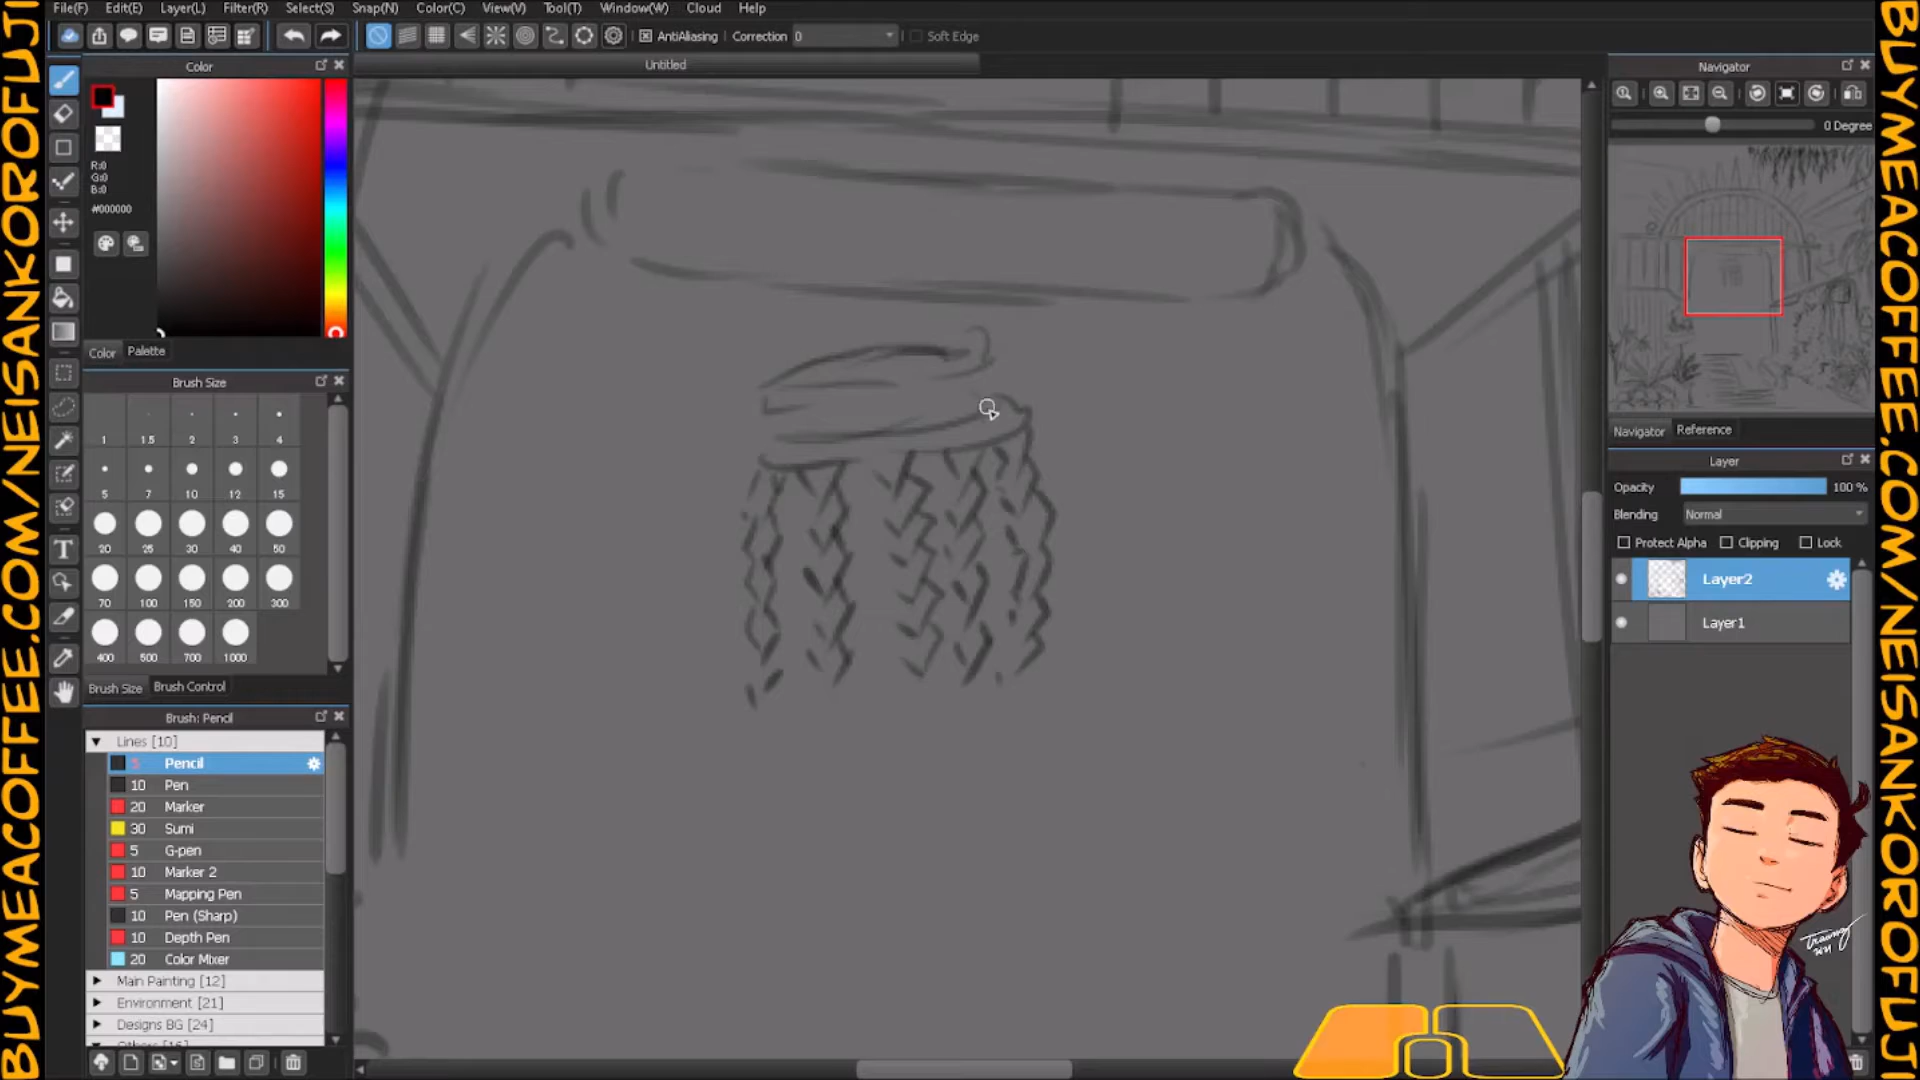 File(F) Edit(E) Layer(L) Filter(R) Select(S) Snap(N) Color(C) View(V) Tool(T) Window(W) Cloud Help
AntiAliasing Correction 0 Soft Edge
Color
Untitled
Navigator
R:0
G:0
B:0
#000000
0 Degree
Color Palette
Brush Size
1 1.5 2 3 4
5 7 10 12 15
20 25 30 40 50
70 100 150 200 300
400 500 700 1000
Brush Size Brush Control
Brush: Pencil
Lines [10]
5 Pencil
10 Pen
20 Marker
30 Sumi
5 G-pen
10 Marker 2
5 Mapping Pen
10 Pen (Sharp)
10 Depth Pen
20 Color Mixer
Main Painting [12]
Environment [21]
Designs BG [24]
Navigator Reference
Layer
Opacity 100 %
Blending Normal
Protect Alpha Clipping Lock
Layer2
Layer1
BUYMEACOFFEE.COM/NEISANKOROFUJI
BUYMEACOFFEE.COM/NEISANKOROFUJI
2021